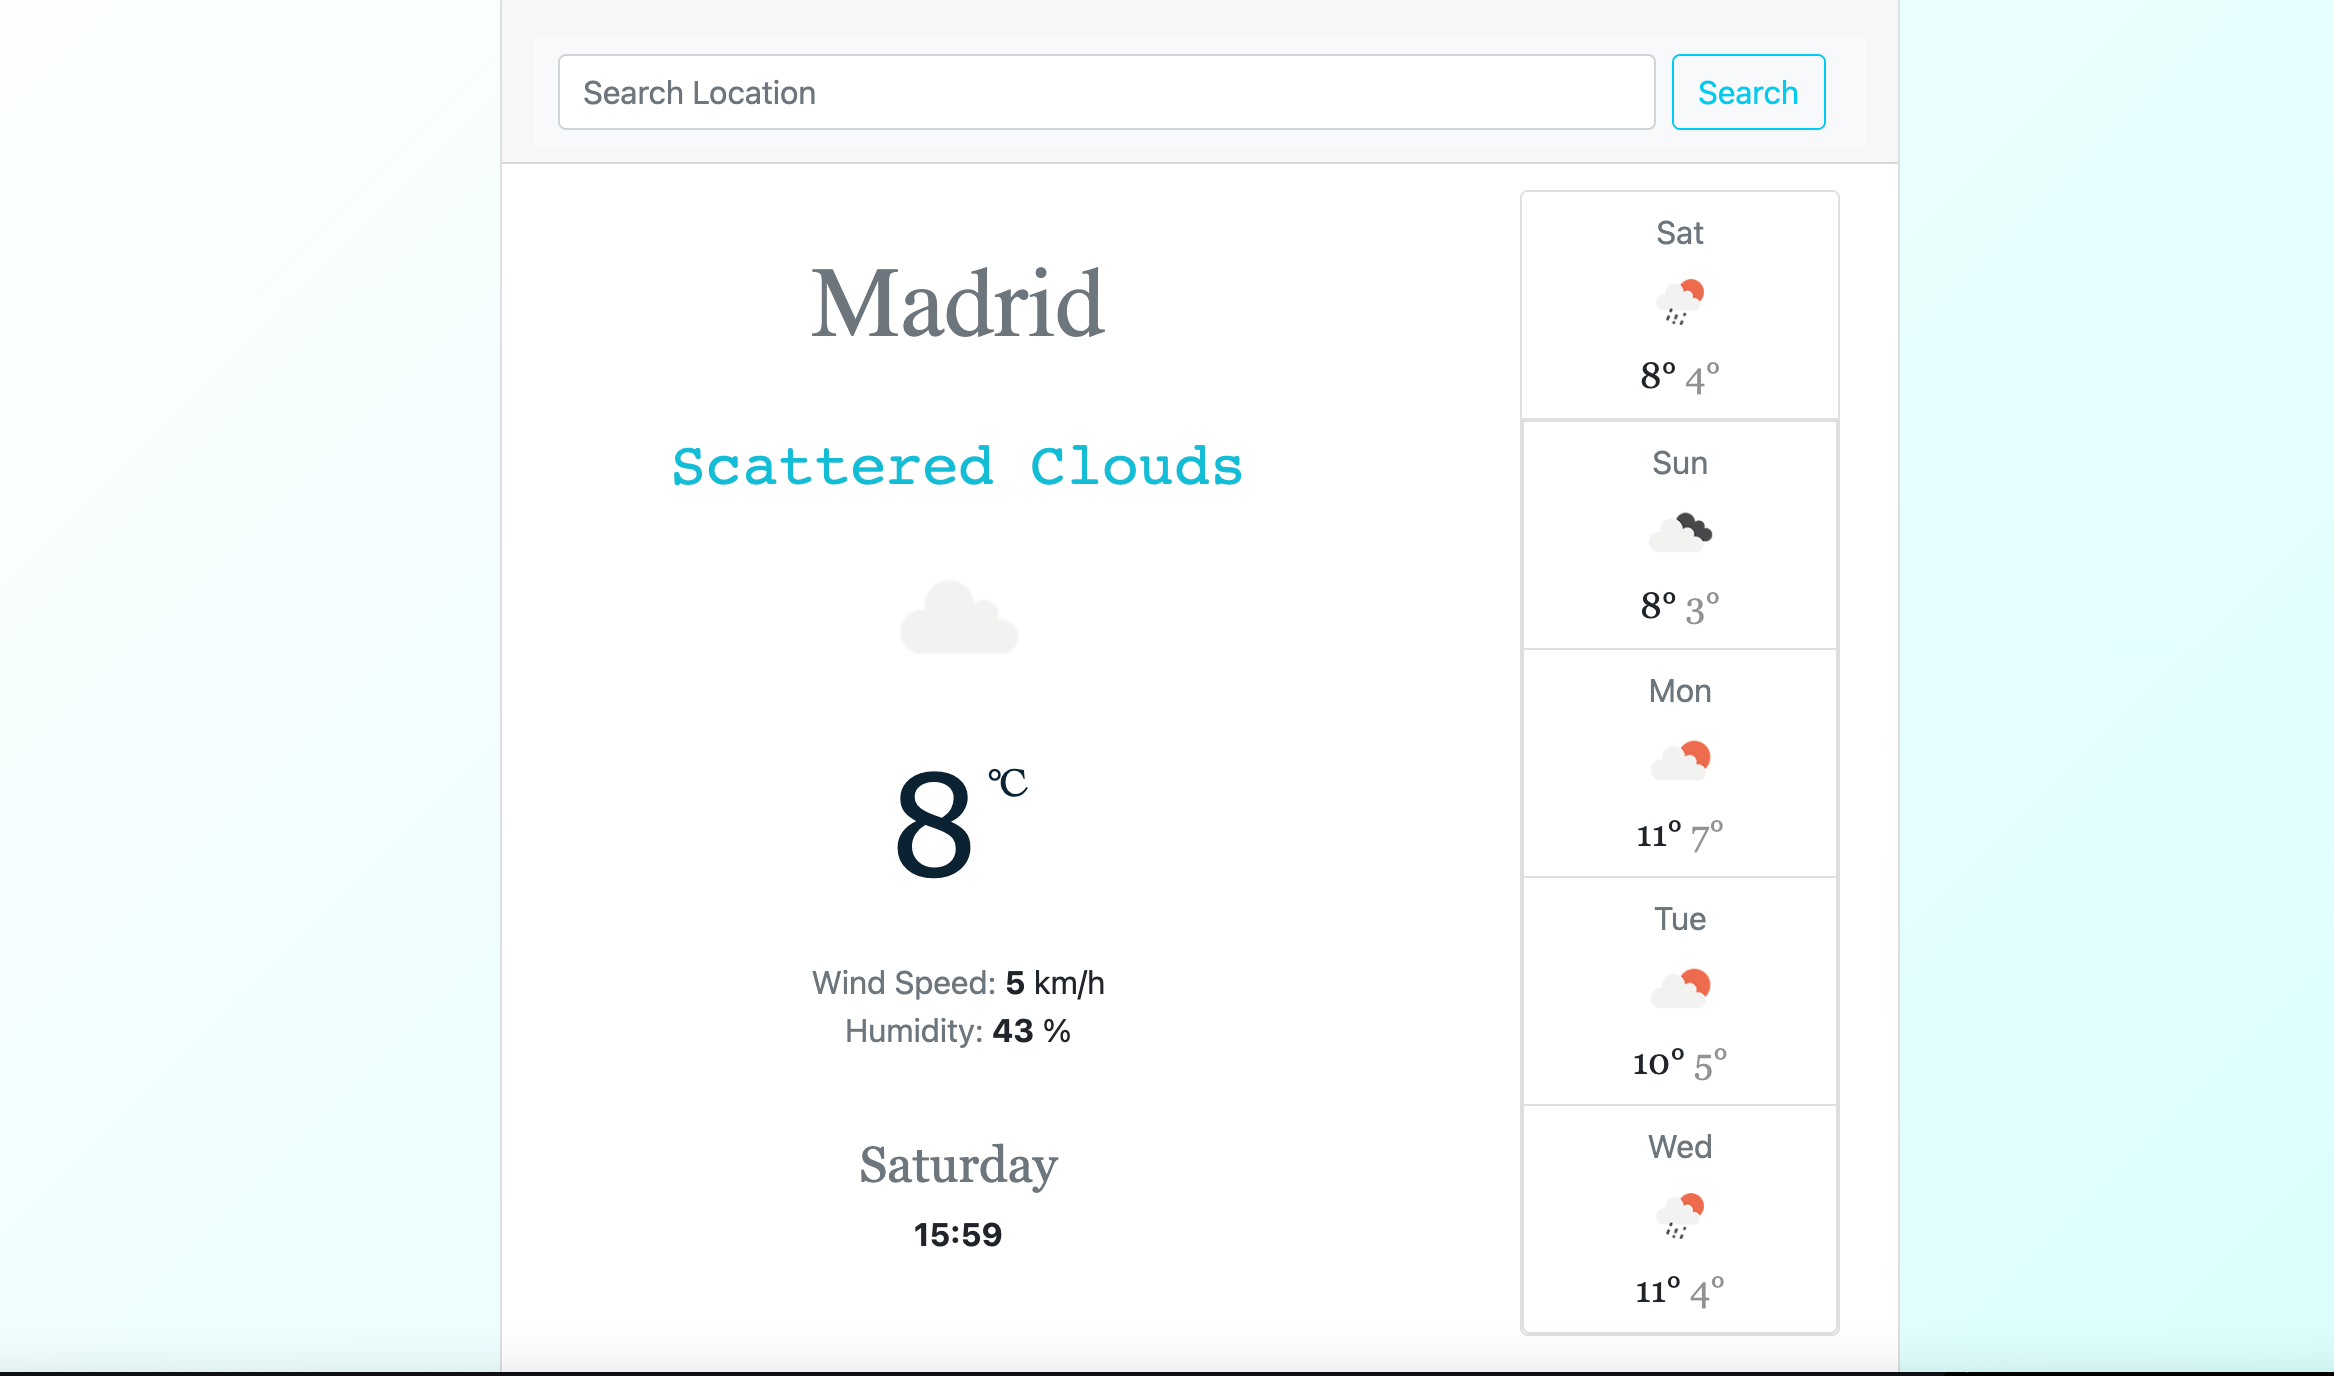 Search Location
Search
Madrid
Scattered Clouds
8 °C
Wind Speed: 5 km/h
Humidity: 43 %
Saturday
15:59
Sat
8° 4°
Sun
8° 3°
Mon
11° 7°
Tue
10° 5°
Wed
11° 4°